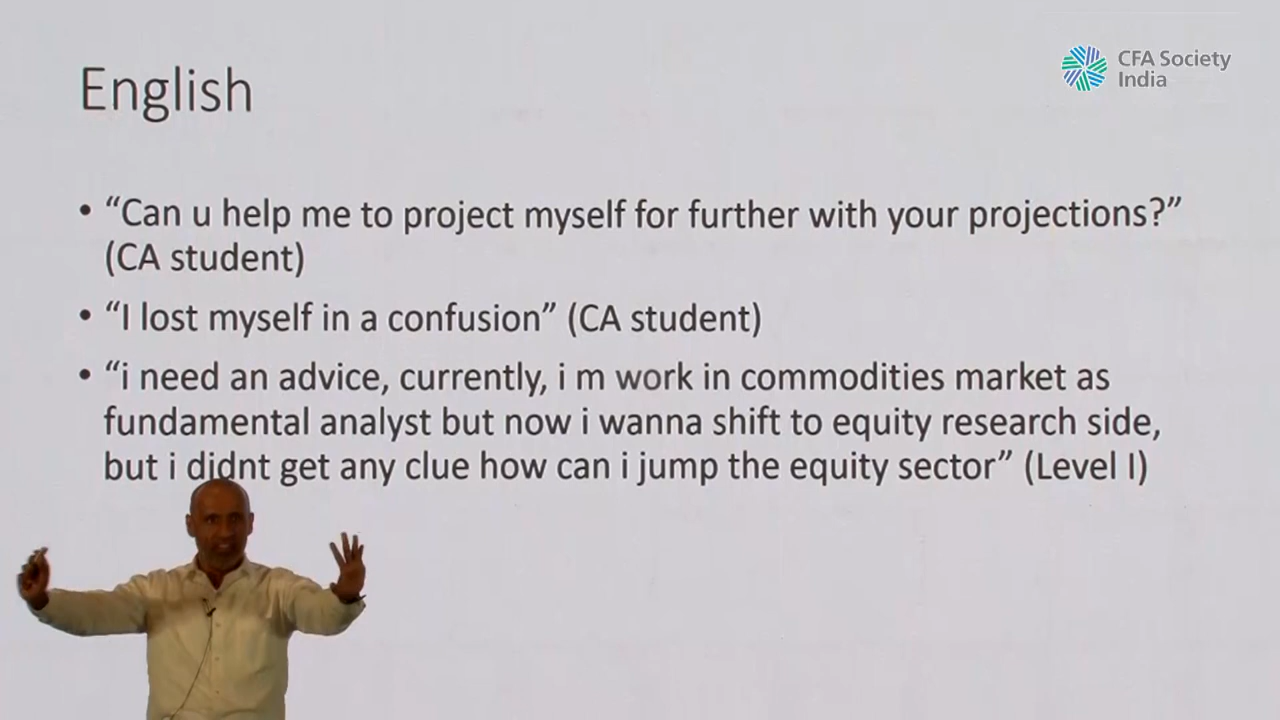 CFA Society
India
English
• “Can u help me to project myself for further with your projections?”
(CA student)
• “I lost myself in a confusion” (CA student)
• “i need an advice, currently, i m work in commodities market as
fundamental analyst but now i wanna shift to equity research side,
but i didnt get any clue how can i jump the equity sector” (Level I)